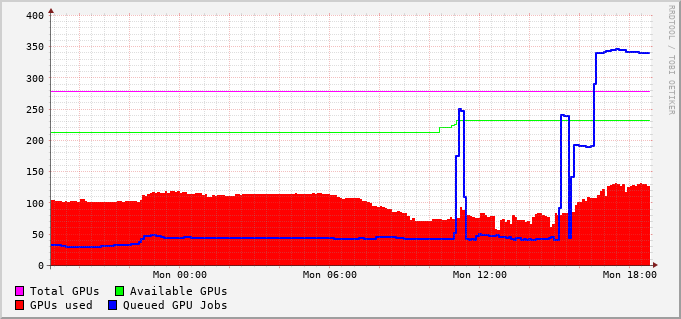 400
350
300
250
200
150
100
50
0
Mon 00:00 Mon 06:00 Mon 12:00 Mon 18:00
Total GPUs Available GPUs
GPUs used Queued GPU Jobs
RRDTOOL / TOBI OETIKER